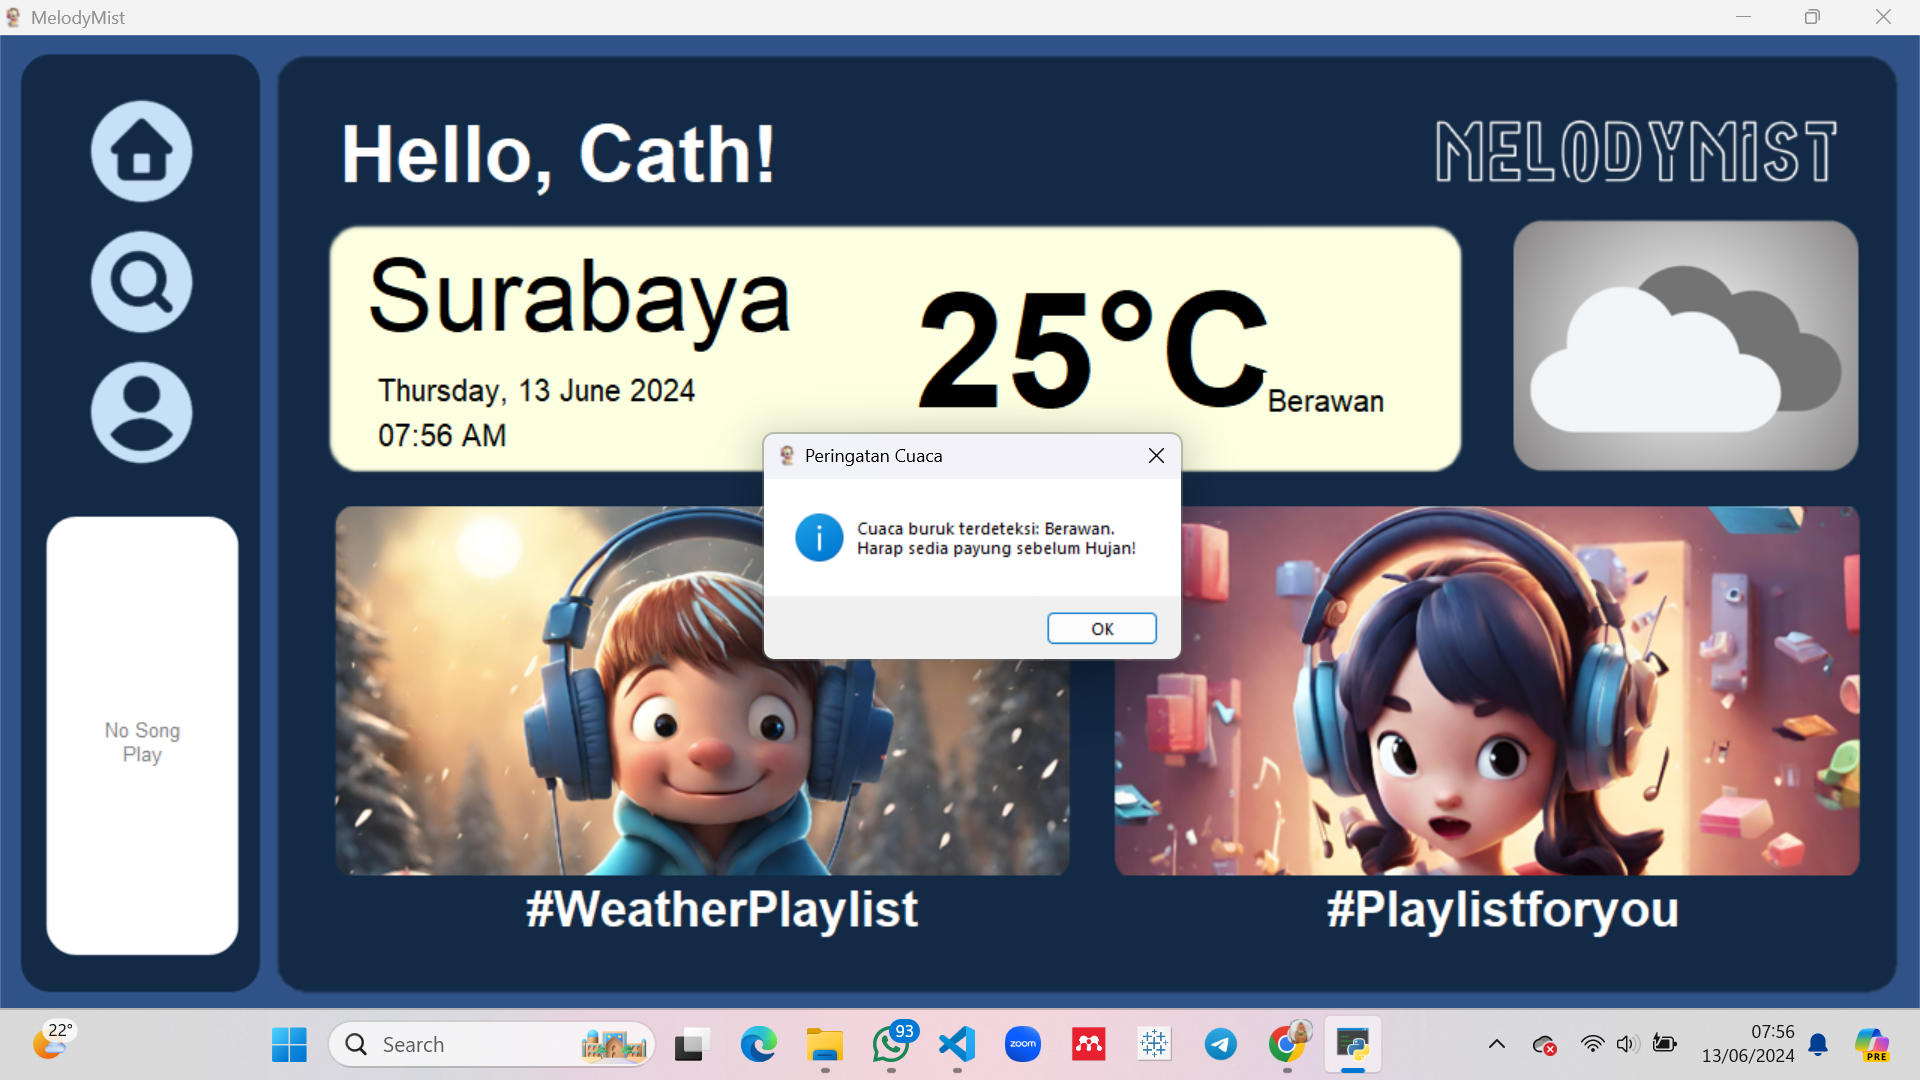 MelodyMist
Hello, Cath!
MELODYMIST
Surabaya
25°C
Berawan
Thursday, 13 June 2024
07:56 AM
Peringatan Cuaca
Cuaca buruk terdeteksi: Berawan.
Harap sedia payung sebelum Hujan!
OK
No Song
Play
#WeatherPlaylist
#Playlistforyou
22°
Search
93
zoom
07:56
13/06/2024
PRE